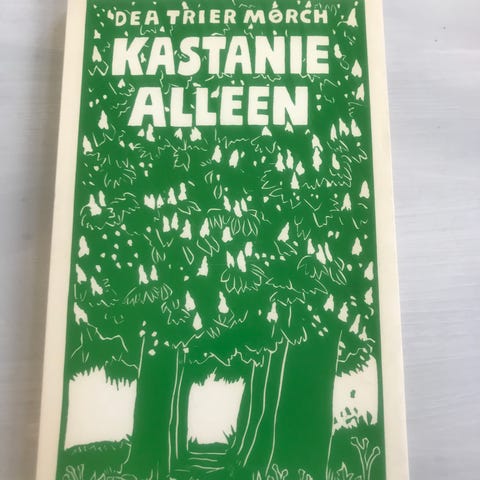 DEA TRIER MØRCH
KASTANIE
ALLEEN